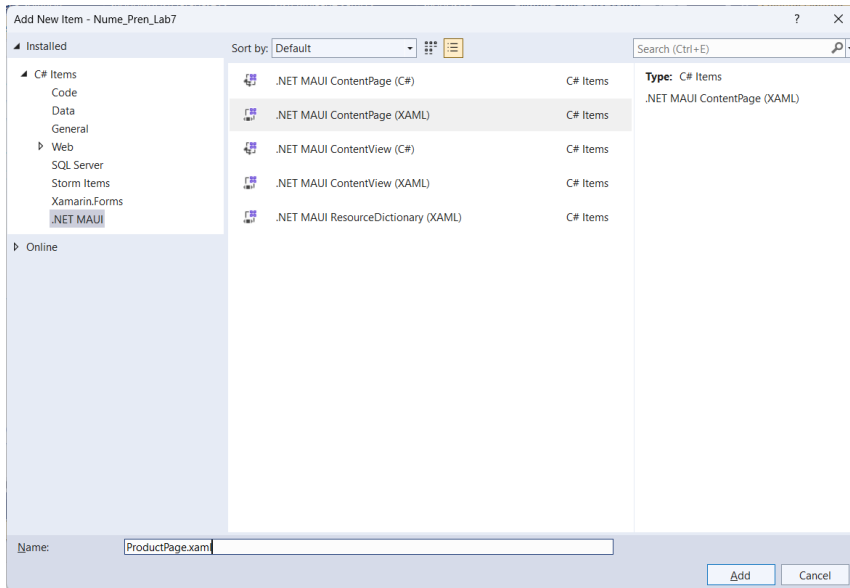 Add New Item - Nume_Pren_Lab7
?
Installed
Sort by: Default
Search (Ctrl+E)
C# Items
Code
Data
General
Web
SQL Server
Storm Items
Xamarin.Forms
.NET MAUI
Online
.NET MAUI ContentPage (C#) C# Items
.NET MAUI ContentPage (XAML) C# Items
.NET MAUI ContentView (C#) C# Items
.NET MAUI ContentView (XAML) C# Items
.NET MAUI ResourceDictionary (XAML) C# Items
Type: C# Items
.NET MAUI ContentPage (XAML)
Name: ProductPage.xaml
Add Cancel